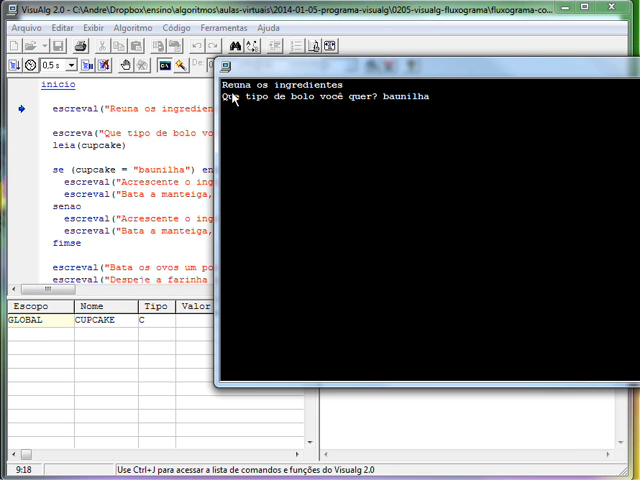 VisuAlg 2.0 - [C:\Andre\Dropbox\ensino\algoritmos\aulas-virtuais\2014-01-05-programa-visualg\0205-visualg-fluxograma\fluxograma-co...
Arquivo Editar Exibir Algoritmo Código Ferramentas Janelas Ajuda
0,5 s
inicio
escreval("Reuna os ingredien
escreva("Que tipo de bolo vo
leia(cupcake)
se (cupcake = "baunilha") en
escreval("Acrescente o ing
escreval("Bata a manteiga,
senao
escreval("Acrescente o ing
escreval("Bata a manteiga,
fimse
escreval("Bata os ovos um po
escreval("Despeje a farinha
Reuna os ingredientes
Que tipo de bolo você quer? baunilha
Escopo Nome Tipo Valor
GLOBAL CUPCAKE C
9:18 Use Ctrl+J para acessar a lista de comandos e funções do Visualg 2.0